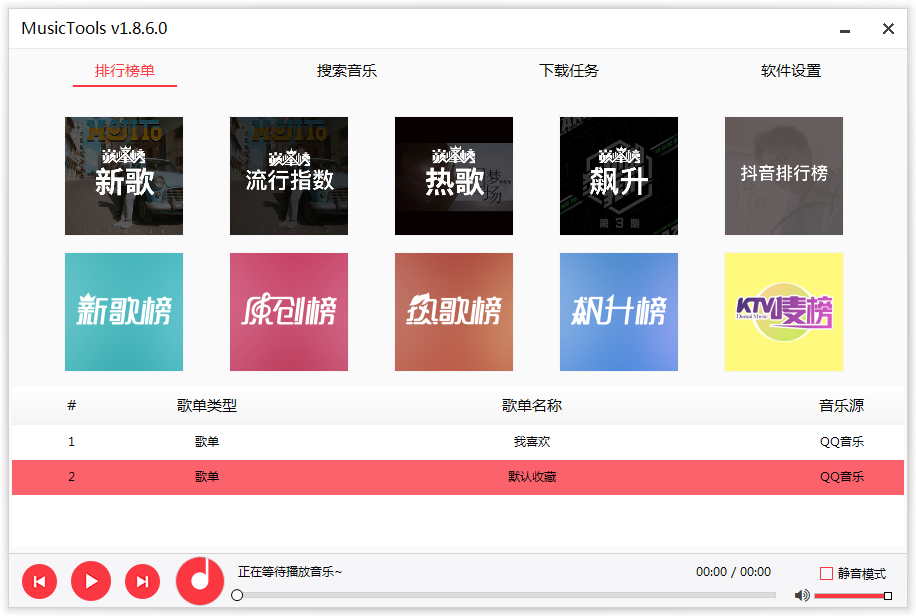 MusicTools v1.8.6.0
排行榜单 搜索音乐 下载任务 软件设置
巅峰榜 巅峰榜 巅峰榜 巅峰榜
新歌 流行指数 热歌 飙升 抖音排行榜
第 3 期
新歌榜 原创榜 热歌榜 飙升榜 KTV唛榜
Dumai Music
# 歌单类型 歌单名称 音乐源
1 歌单 我喜欢 QQ音乐
2 歌单 默认收藏 QQ音乐
正在等待播放音乐~ 00:00 / 00:00 静音模式